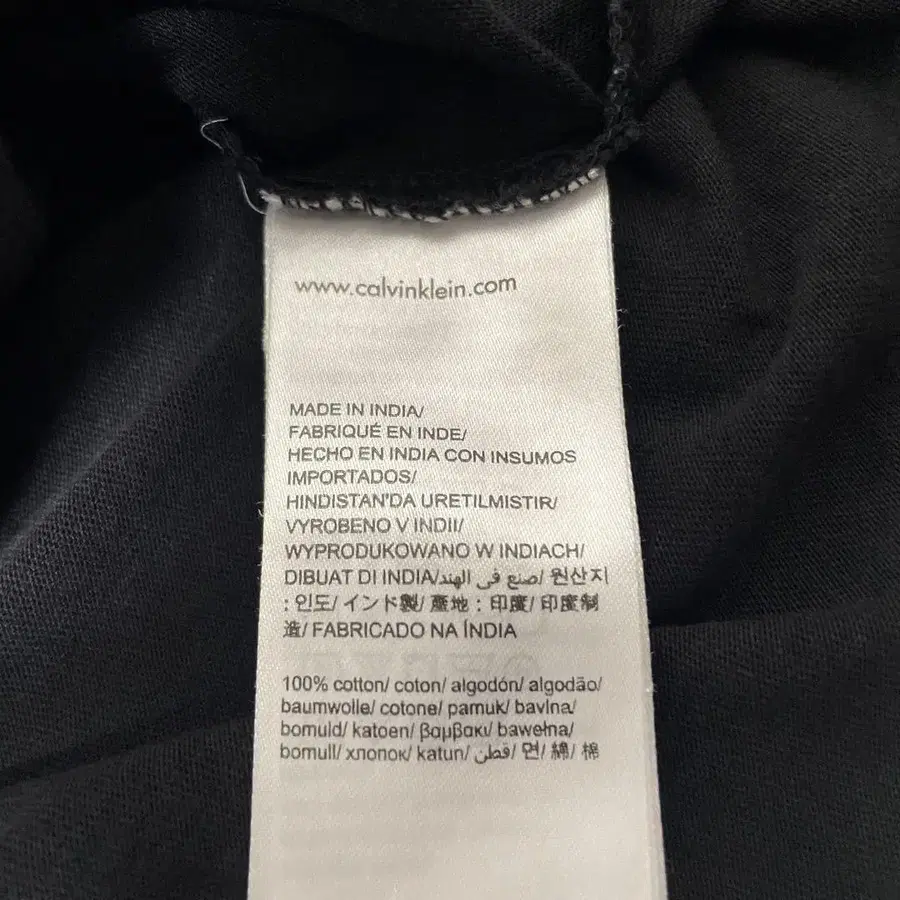 www.calvinklein.com
MADE IN INDIA/
FABRIQUÉ EN INDE/
HECHO EN INDIA CON INSUMOS
IMPORTADOS/
HINDISTAN'DA URETILMISTIR/
VYROBENO V INDII/
WYPRODUKOWANO W INDIACH/
DIBUAT DI INDIA/صنع في الهند/ 원산지
: 인도/ インド製/ 產地 : 印度/ 印度制
造/ FABRICADO NA ÍNDIA
100% cotton/ coton/ algodón/ algodão/
baumwolle/ cotone/ pamuk/ bavlna/
bomuld/ katoen/ βαμβακι/ bawełna/
bomull/ хлопок/ katun/ قطن/ 면/ 綿/ 棉